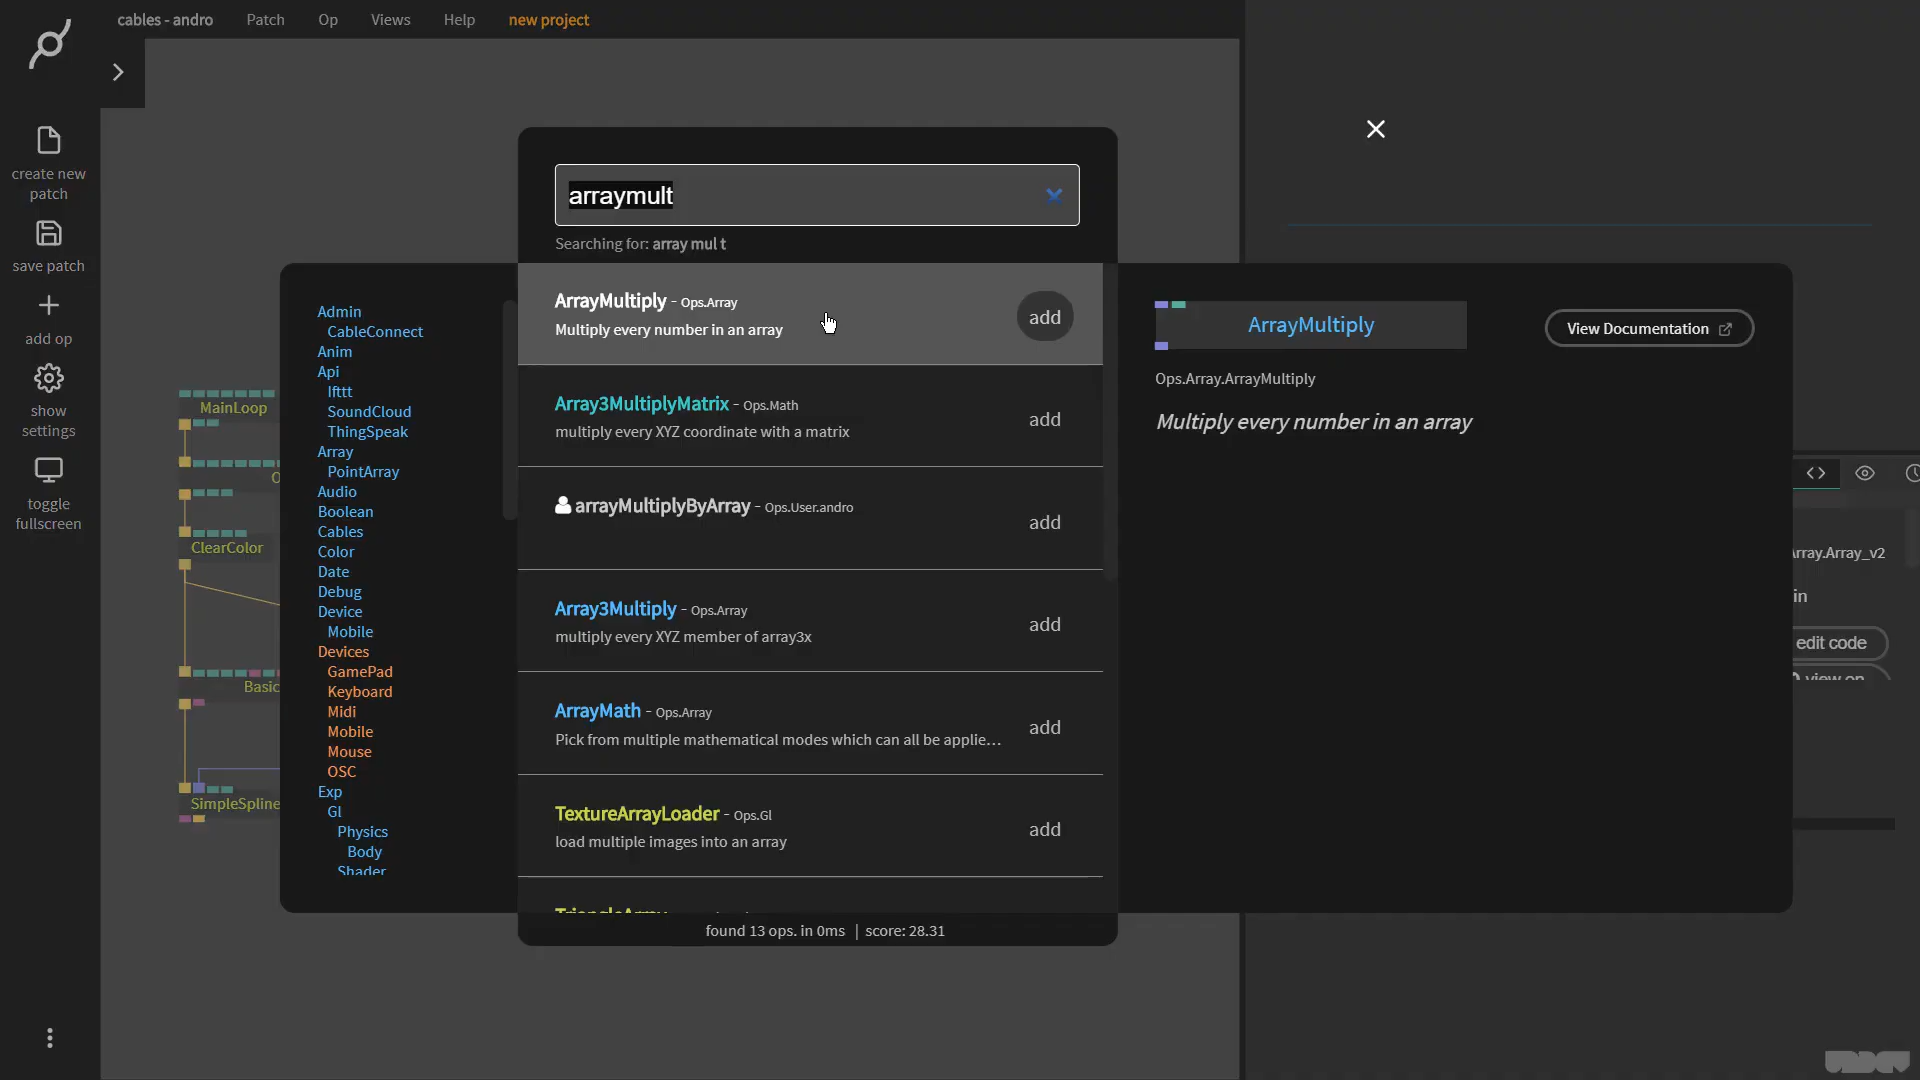 cables - andro
Patch
Op
Views
Help
new project
create new
patch
save patch
add op
show
settings
toggle
fullscreen
MainLoop
O
ClearColor
Basic
SimpleSpline
arraymult
Searching for: array mul t
Admin
CableConnect
Anim
Api
Ifttt
SoundCloud
ThingSpeak
Array
PointArray
Audio
Boolean
Cables
Color
Date
Debug
Device
Mobile
Devices
GamePad
Keyboard
Midi
Mobile
Mouse
OSC
Exp
Gl
Physics
Body
Shader
ArrayMultiply - Ops.Array
Multiply every number in an array
add
Array3MultiplyMatrix - Ops.Math
multiply every XYZ coordinate with a matrix
add
arrayMultiplyByArray - Ops.User.andro
add
Array3Multiply - Ops.Array
multiply every XYZ member of array3x
add
ArrayMath - Ops.Array
Pick from multiple mathematical modes which can all be applie...
add
TextureArrayLoader - Ops.Gl
load multiple images into an array
add
TriangleArray
found 13 ops. in 0ms | score: 28.31
ArrayMultiply
View Documentation
Ops.Array.ArrayMultiply
Multiply every number in an array
rray.Array_v2
in
edit code
view on